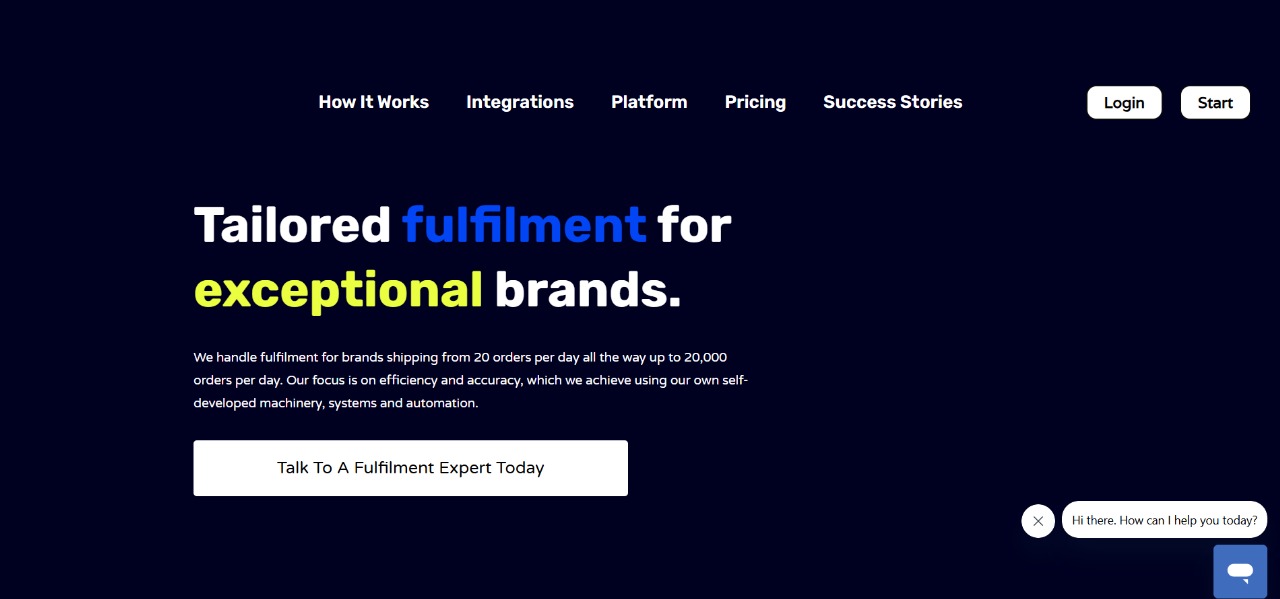 How It Works Integrations Platform Pricing Success Stories Login Start
Tailored fulfilment for
exceptional brands.
We handle fulfilment for brands shipping from 20 orders per day all the way up to 20,000
orders per day. Our focus is on efficiency and accuracy, which we achieve using our own self-
developed machinery, systems and automation.
Talk To A Fulfilment Expert Today
Hi there. How can I help you today?